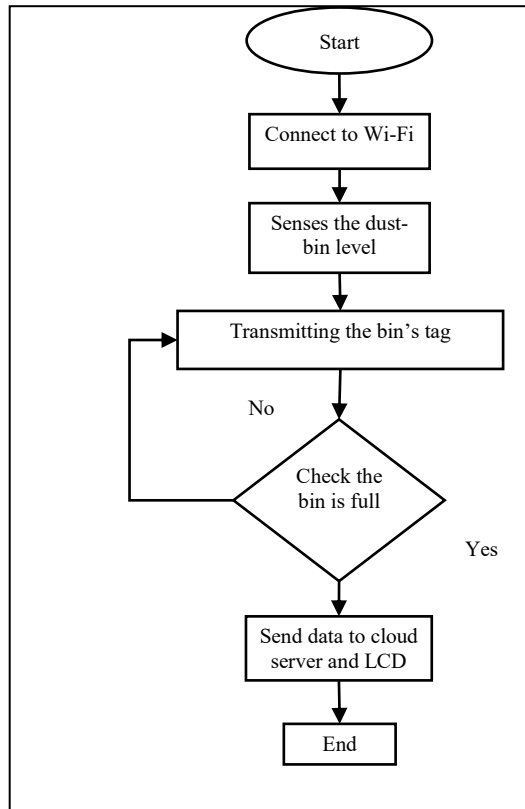 Start
Connect to Wi-Fi
Senses the dust-
bin level
Transmitting the bin's tag
No
Check the
bin is full
Yes
Send data to cloud
server and LCD
End